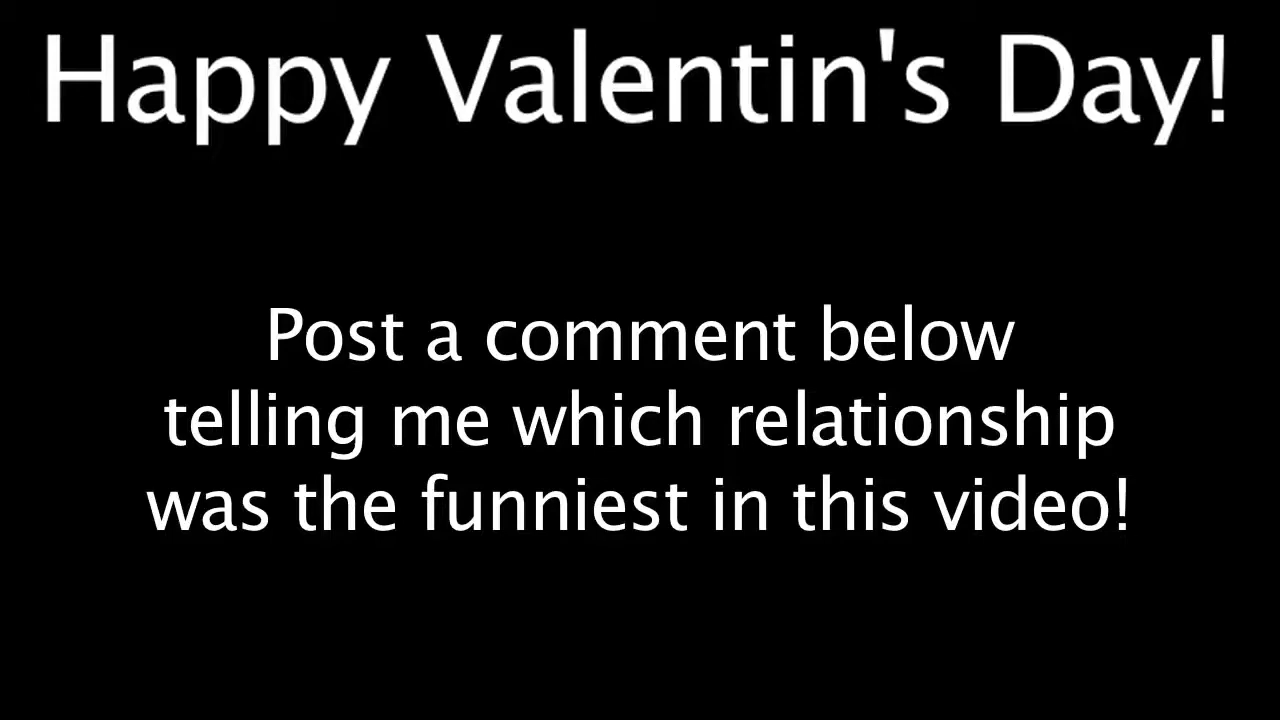 Happy Valentin's Day!
Post a comment below
telling me which relationship
was the funniest in this video!